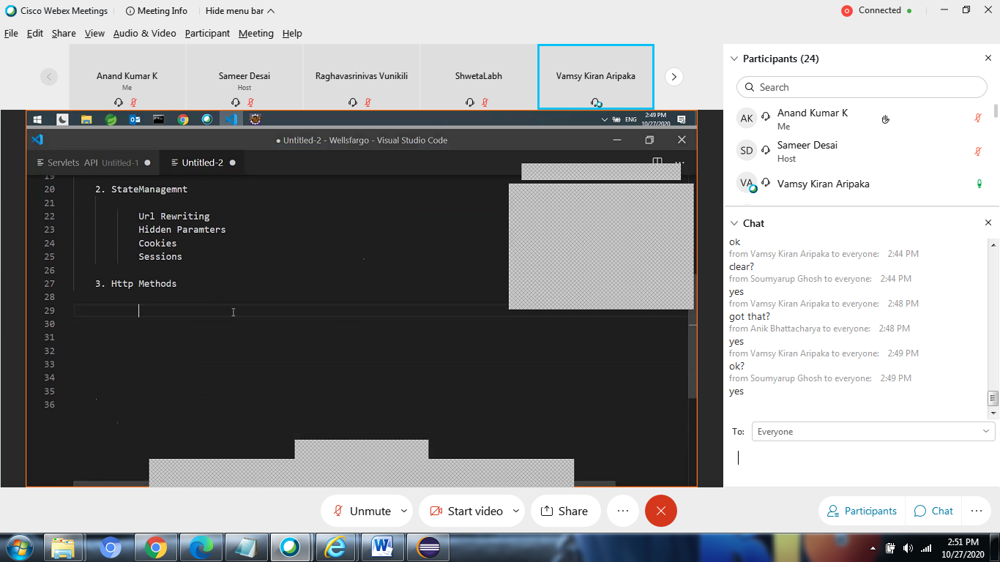 Cisco Webex Meetings
Meeting Info
Hide menu bar
Connected
File Edit Share View Audio & Video Participant Meeting Help
Anand Kumar K
Me
Sameer Desai
Host
Raghavasrinivas Vunikili
ShwetaLabh
Vamsy Kiran Aripaka
2:49 PM
ENG
10/27/2020
● Untitled-2 - Wellsfargo - Visual Studio Code
Servlets API Untitled-1
Untitled-2
19
20 2. StateManagemnt
21
22 Url Rewriting
23 Hidden Paramters
24 Cookies
25 Sessions
26
27 3. Http Methods
28
29
30
31
32
33
34
35
36
Participants (24)
Search
AK Anand Kumar K
Me
SD Sameer Desai
Host
VA Vamsy Kiran Aripaka
Chat
ok
from Vamsy Kiran Aripaka to everyone: 2:44 PM
clear?
from Soumyarup Ghosh to everyone: 2:44 PM
yes
from Vamsy Kiran Aripaka to everyone: 2:48 PM
got that?
from Anik Bhattacharya to everyone: 2:48 PM
yes
from Vamsy Kiran Aripaka to everyone: 2:49 PM
ok?
from Soumyarup Ghosh to everyone: 2:49 PM
yes
To: Everyone
Unmute
Start video
Share
Participants
Chat
2:51 PM
10/27/2020